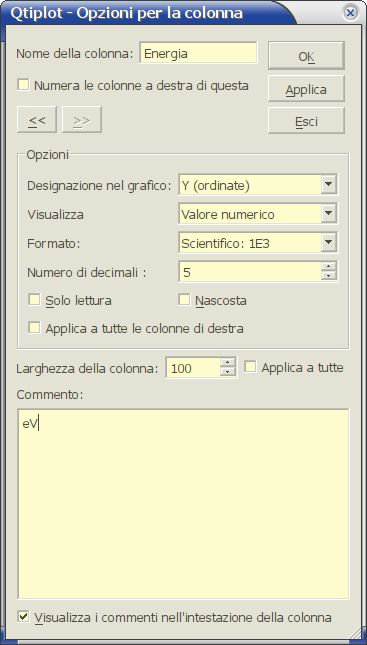 Qtiplot - Opzioni per la colonna
Nome della colonna: Energia OK
Numera le colonne a destra di questa Applica
<< >> Esci
Opzioni
Designazione nel grafico: Y (ordinate)
Visualizza Valore numerico
Formato: Scientifico: 1E3
Numero di decimali : 5
Solo lettura Nascosta
Applica a tutte le colonne di destra
Larghezza della colonna: 100 Applica a tutte
Commento:
eV
Visualizza i commenti nell'intestazione della colonna